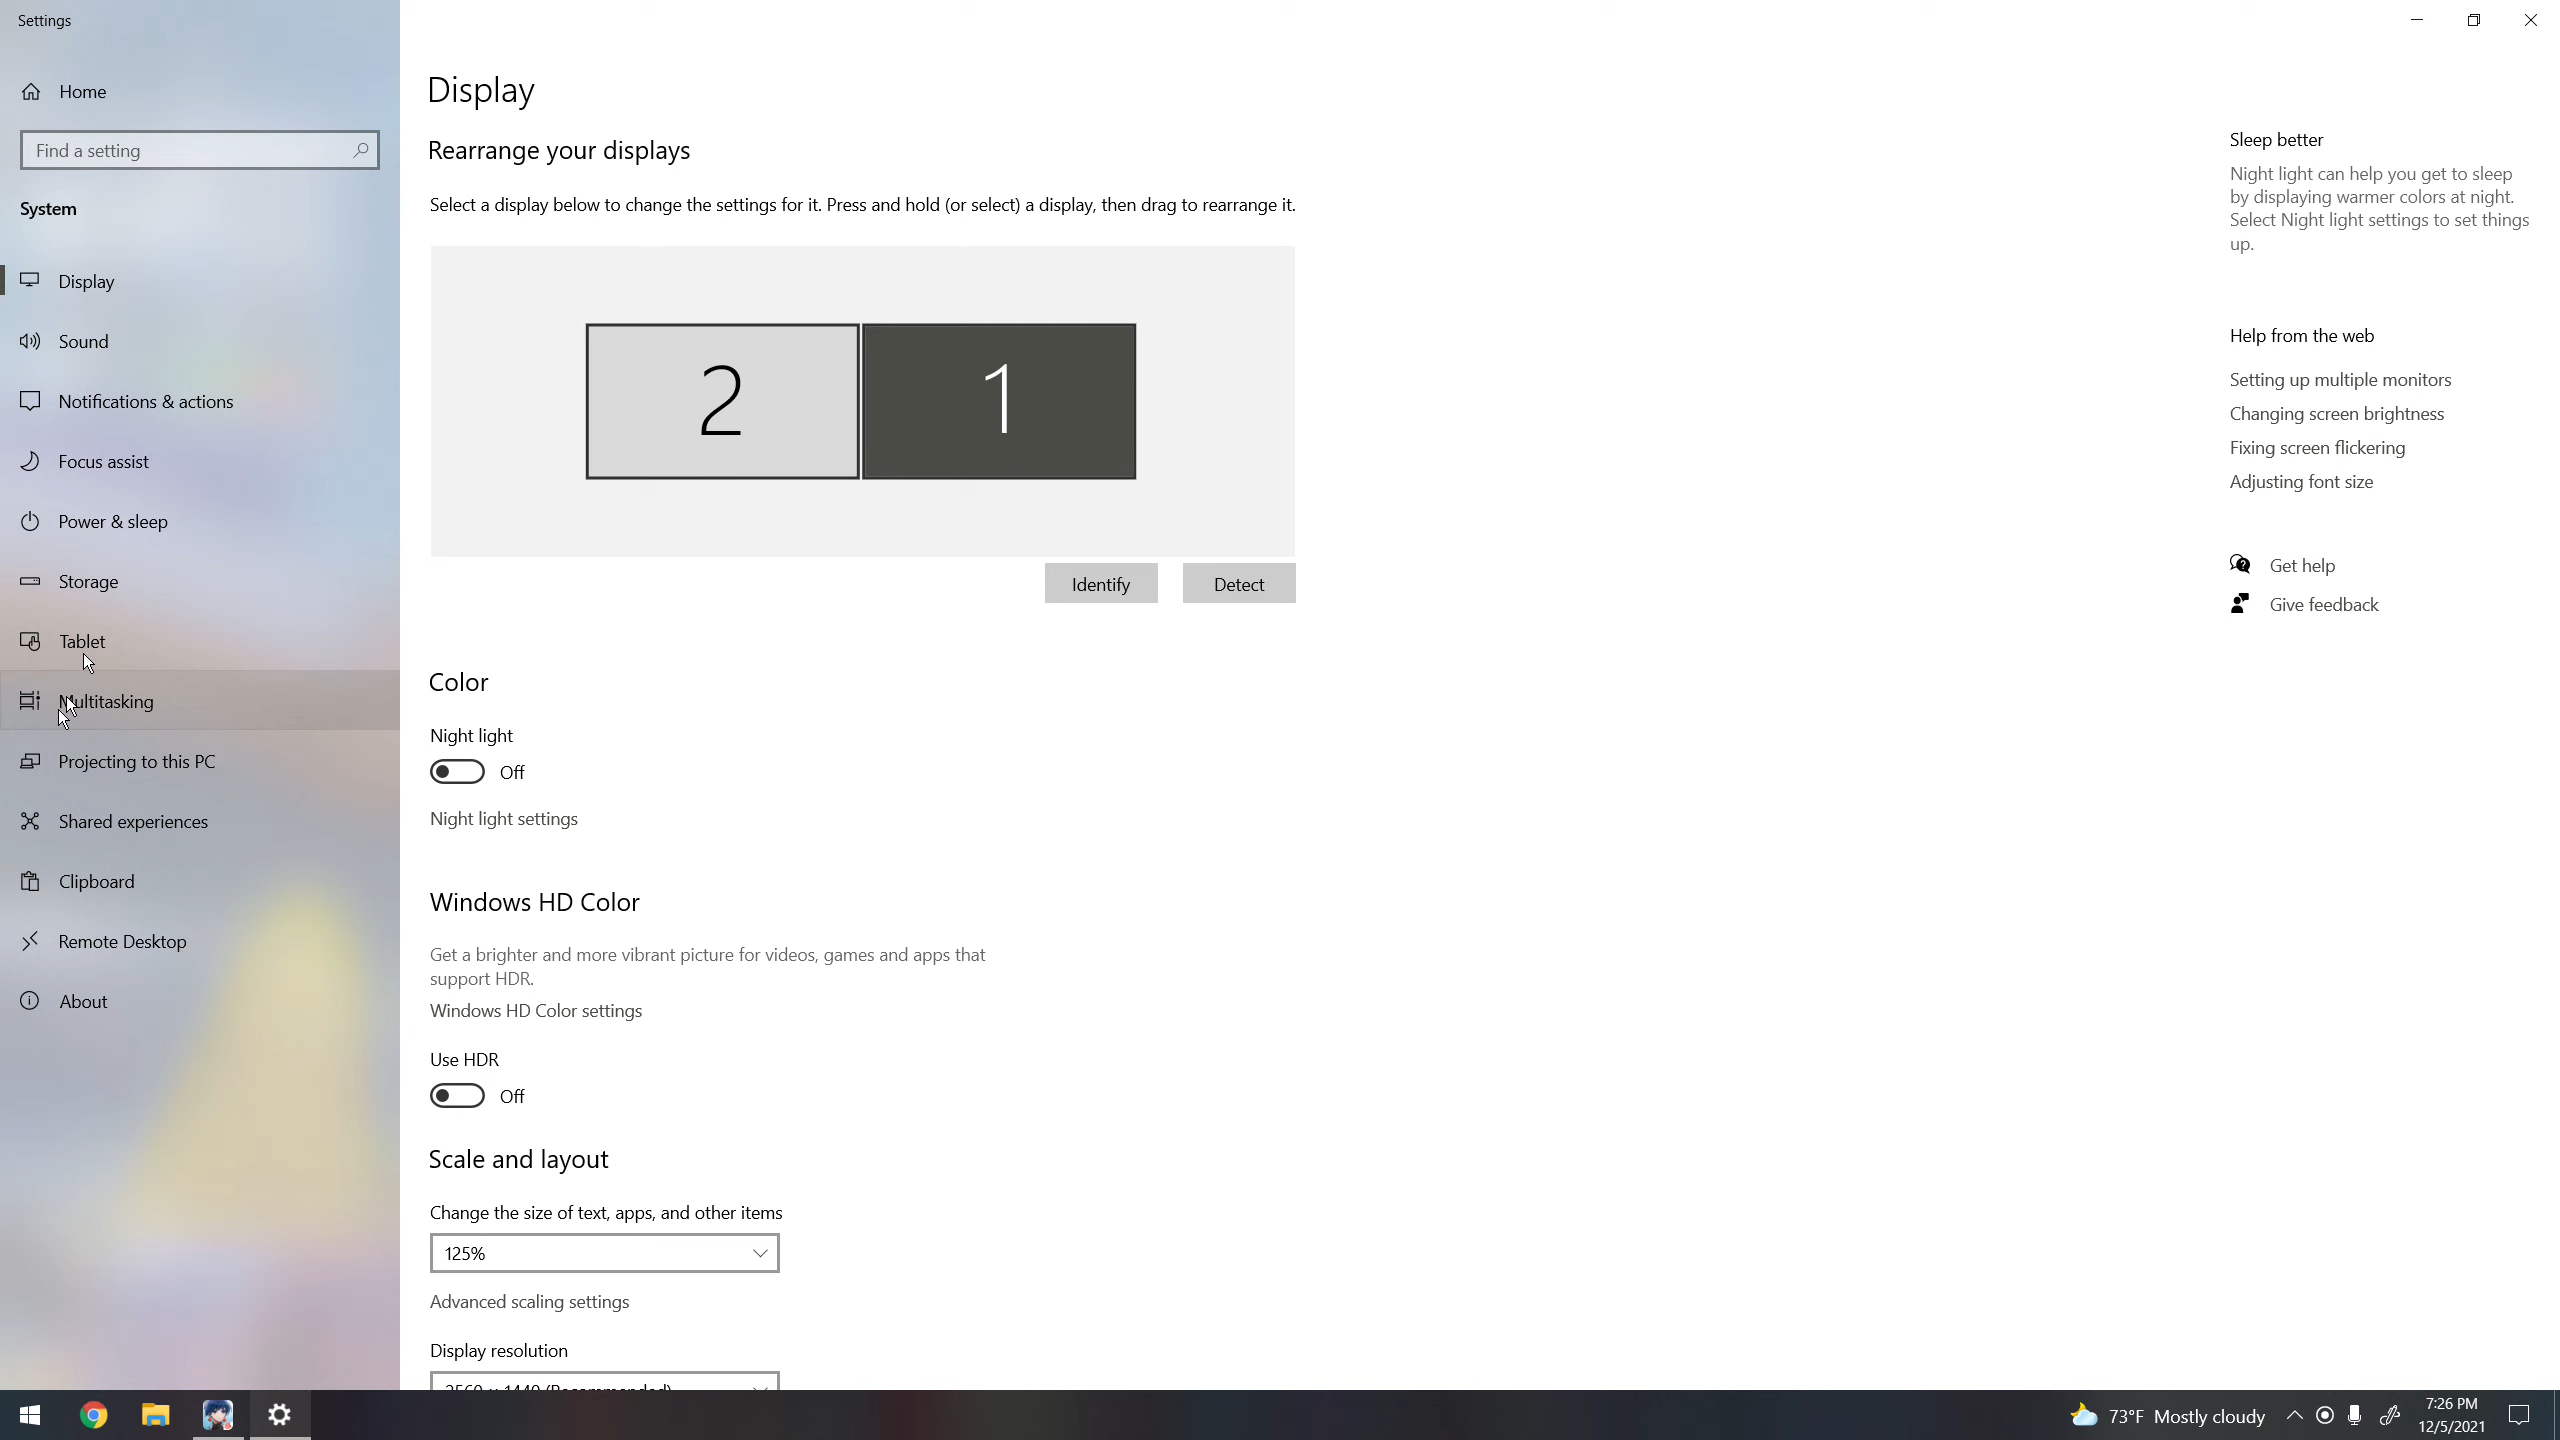 Settings
Home
Find a setting
System
Display
Sound
Notifications & actions
Focus assist
Power & sleep
Storage
Tablet
Multitasking
Projecting to this PC
Shared experiences
Clipboard
Remote Desktop
About
Display
Rearrange your displays
Select a display below to change the settings for it. Press and hold (or select) a display, then drag to rearrange it.
2
1
Identify
Detect
Color
Night light
Off
Night light settings
Windows HD Color
Get a brighter and more vibrant picture for videos, games and apps that
support HDR.
Windows HD Color settings
Use HDR
Off
Scale and layout
Change the size of text, apps, and other items
125%
Advanced scaling settings
Display resolution
2560 x 1440 (Recommended)
Sleep better
Night light can help you get to sleep
by displaying warmer colors at night.
Select Night light settings to set things
up.
Help from the web
Setting up multiple monitors
Changing screen brightness
Fixing screen flickering
Adjusting font size
Get help
Give feedback
73°F Mostly cloudy
7:26 PM
12/5/2021